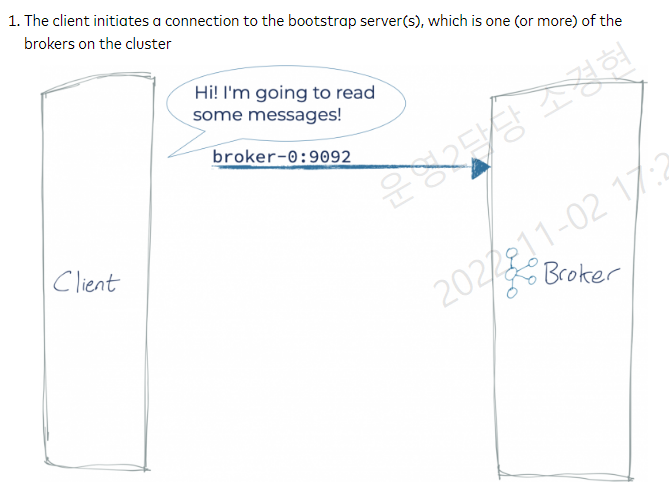 1. The client initiates a connection to the bootstrap server(s), which is one (or more) of the
brokers on the cluster
Hi! I'm going to read
some messages!
broker-0:9092
Client
Broker
운영2담당 소경현
2022-11-02 17:2